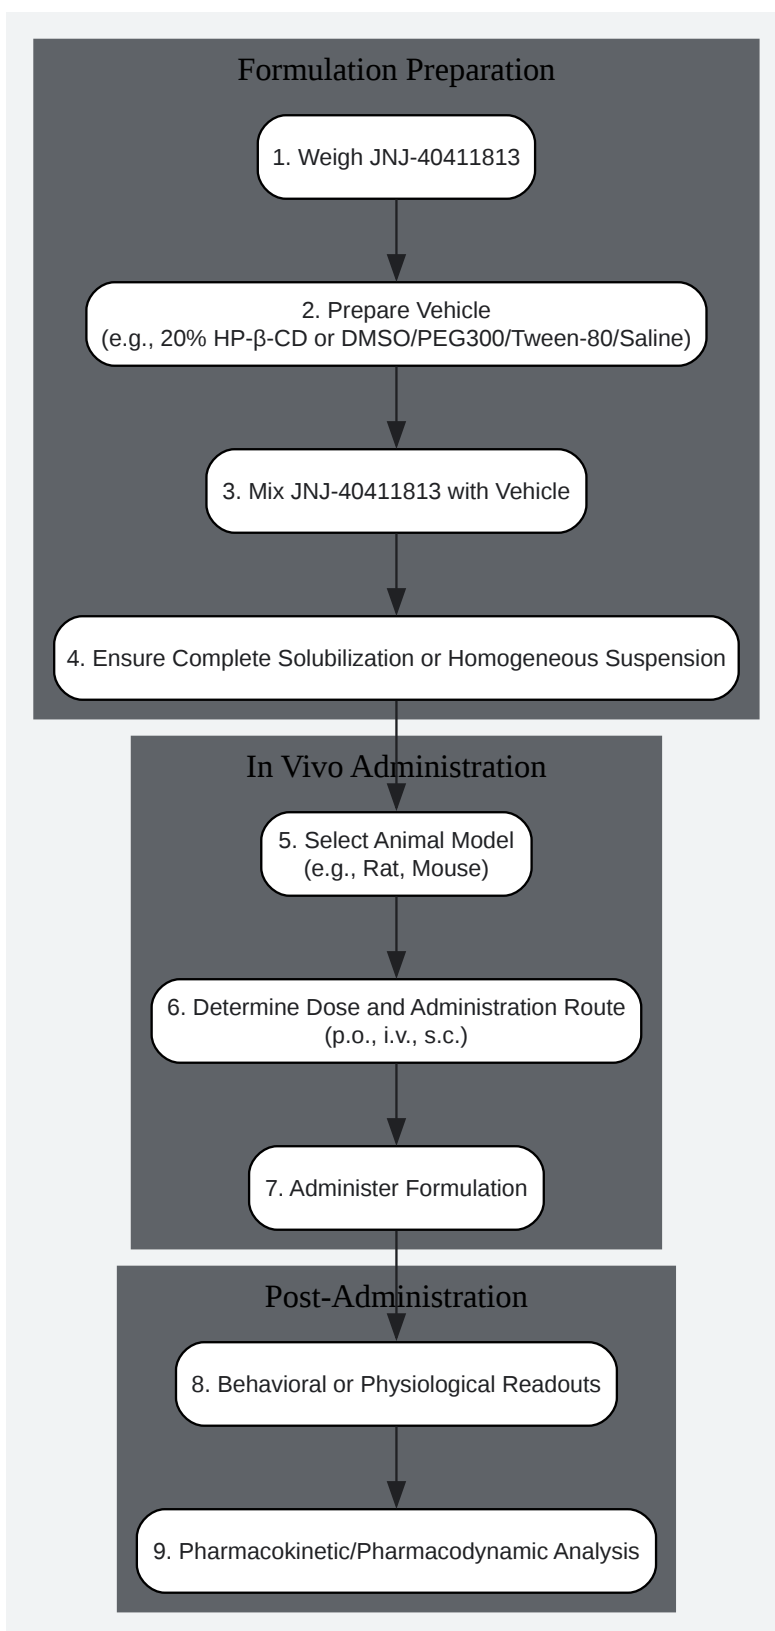 Formulation Preparation
1. Weigh JNJ-40411813
2. Prepare Vehicle
(e.g., 20% HP-β-CD or DMSO/PEG300/Tween-80/Saline)
3. Mix JNJ-40411813 with Vehicle
4. Ensure Complete Solubilization or Homogeneous Suspension
In Vivo Administration
5. Select Animal Model
(e.g., Rat, Mouse)
6. Determine Dose and Administration Route
(p.o., i.v., s.c.)
7. Administer Formulation
Post-Administration
8. Behavioral or Physiological Readouts
9. Pharmacokinetic/Pharmacodynamic Analysis